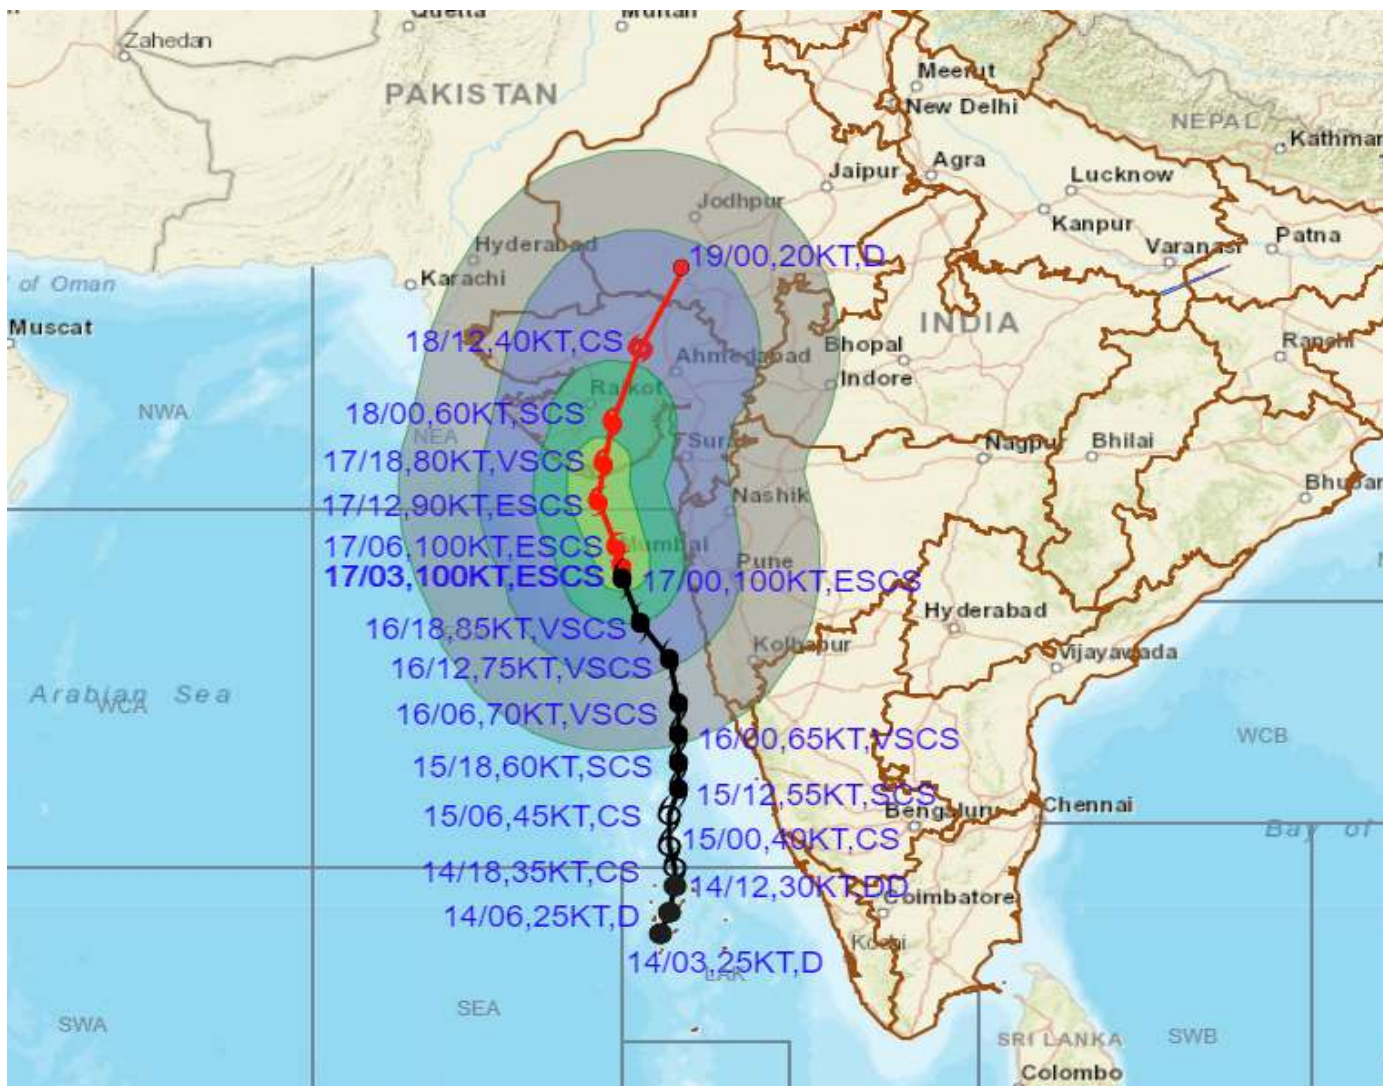 Quetta
Multan
Zahedan
PAKISTAN
Meerut
New Delhi
NEPAL
Jaipur
Agra
Lucknow
Jodhpur
Kanpur
Hyderabad
Varanasi
Patna
Karachi
19/00,20KT,D
of Oman
Muscat
INDIA
18/12,40KT,CS
Ahmedabad
Bhopal
Ranchi
Rajkot
Indore
NWA
18/00,60KT,SCS
NEA
Surat
Nagpur
Bhilai
17/18,80KT,VSCS
Nashik
17/12,90KT,ESCS
17/06,100KT,ESCS
Mumbai
Pune
17/03,100KT,ESCS
17/00,100KT,ESCS
Hyderabad
16/18,85KT,VSCS
Kolhapur
Vijayawada
16/12,75KT,VSCS
Arabian Sea
WCA
16/06,70KT,VSCS
16/00,65KT,VSCS
WCB
15/18,60KT,SCS
15/12,55KT,SCS
Chennai
15/06,45KT,CS
Bengaluru
Bay of
15/00,40KT,CS
14/18,35KT,CS
14/12,30KT,DD
Coimbatore
14/06,25KT,D
Kochi
14/03,25KT,D
LAK
SEA
SWA
SRI LANKA
SWB
Colombo